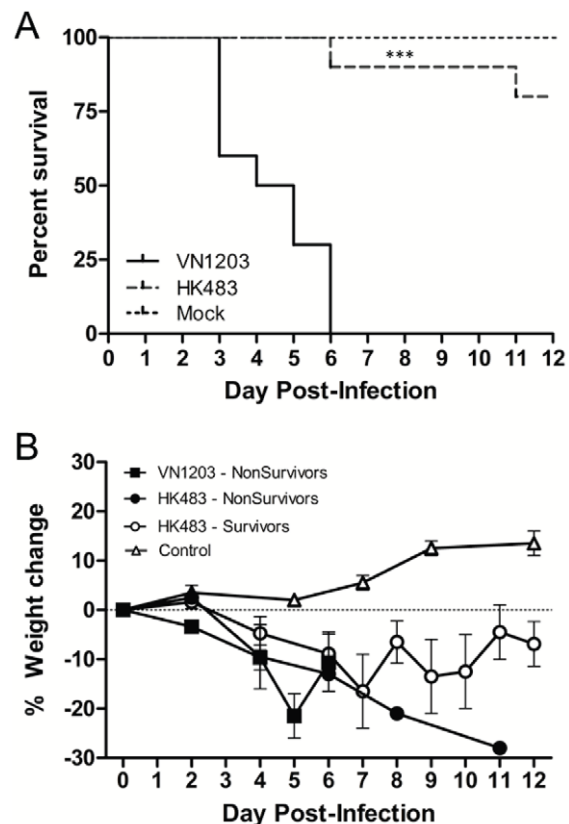 A
Percent survival
100
75
50
25
0
***
VN1203
HK483
Mock
0 1 2 3 4 5 6 7 8 9 10 11 12
Day Post-Infection
B
% Weight change
30
20
10
0
-10
-20
-30
VN1203 - NonSurvivors
HK483 - NonSurvivors
HK483 - Survivors
Control
0 1 2 3 4 5 6 7 8 9 10 11 12
Day Post-Infection